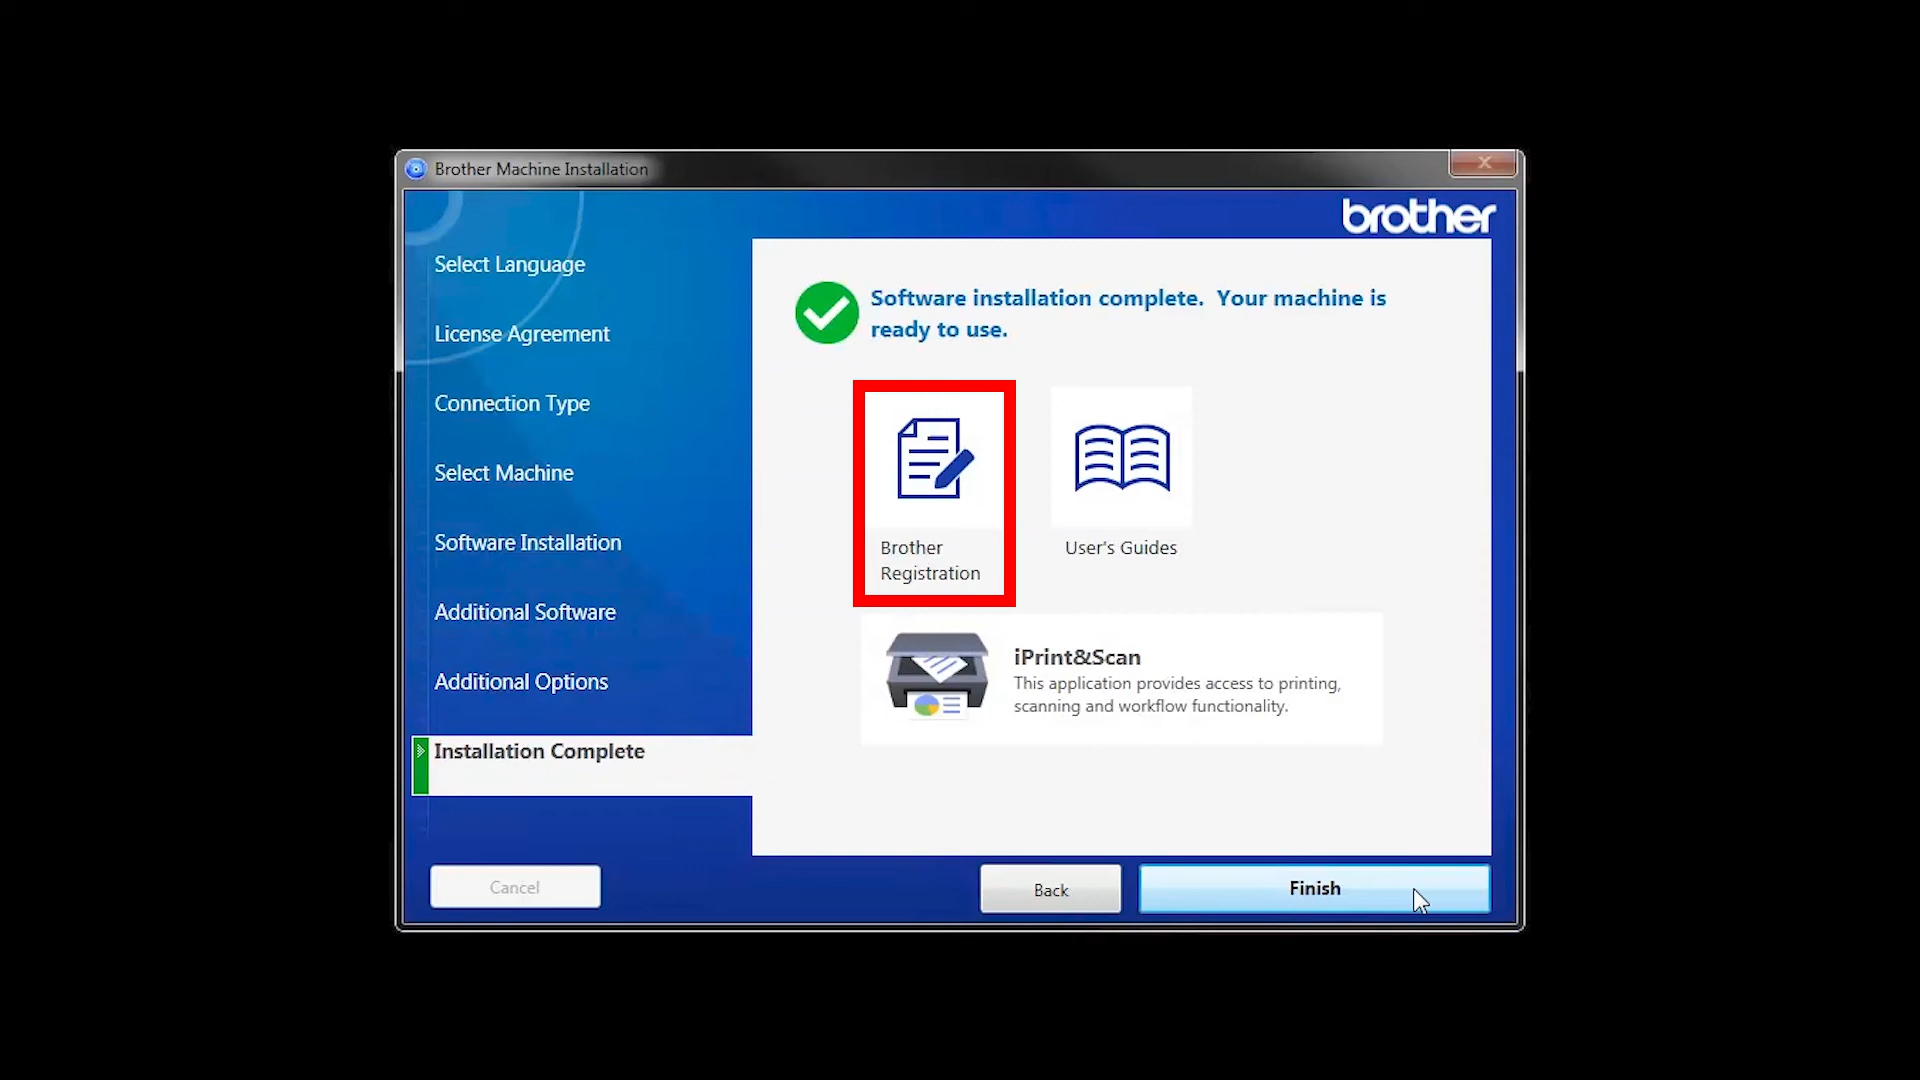 Brother Machine Installation
X
brother
Select Language
License Agreement
Connection Type
Select Machine
Software Installation
Additional Software
Additional Options
Installation Complete
Software installation complete. Your machine is
ready to use.
Brother
Registration
User's Guides
iPrint&Scan
This application provides access to printing,
scanning and workflow functionality.
Cancel
Back
Finish